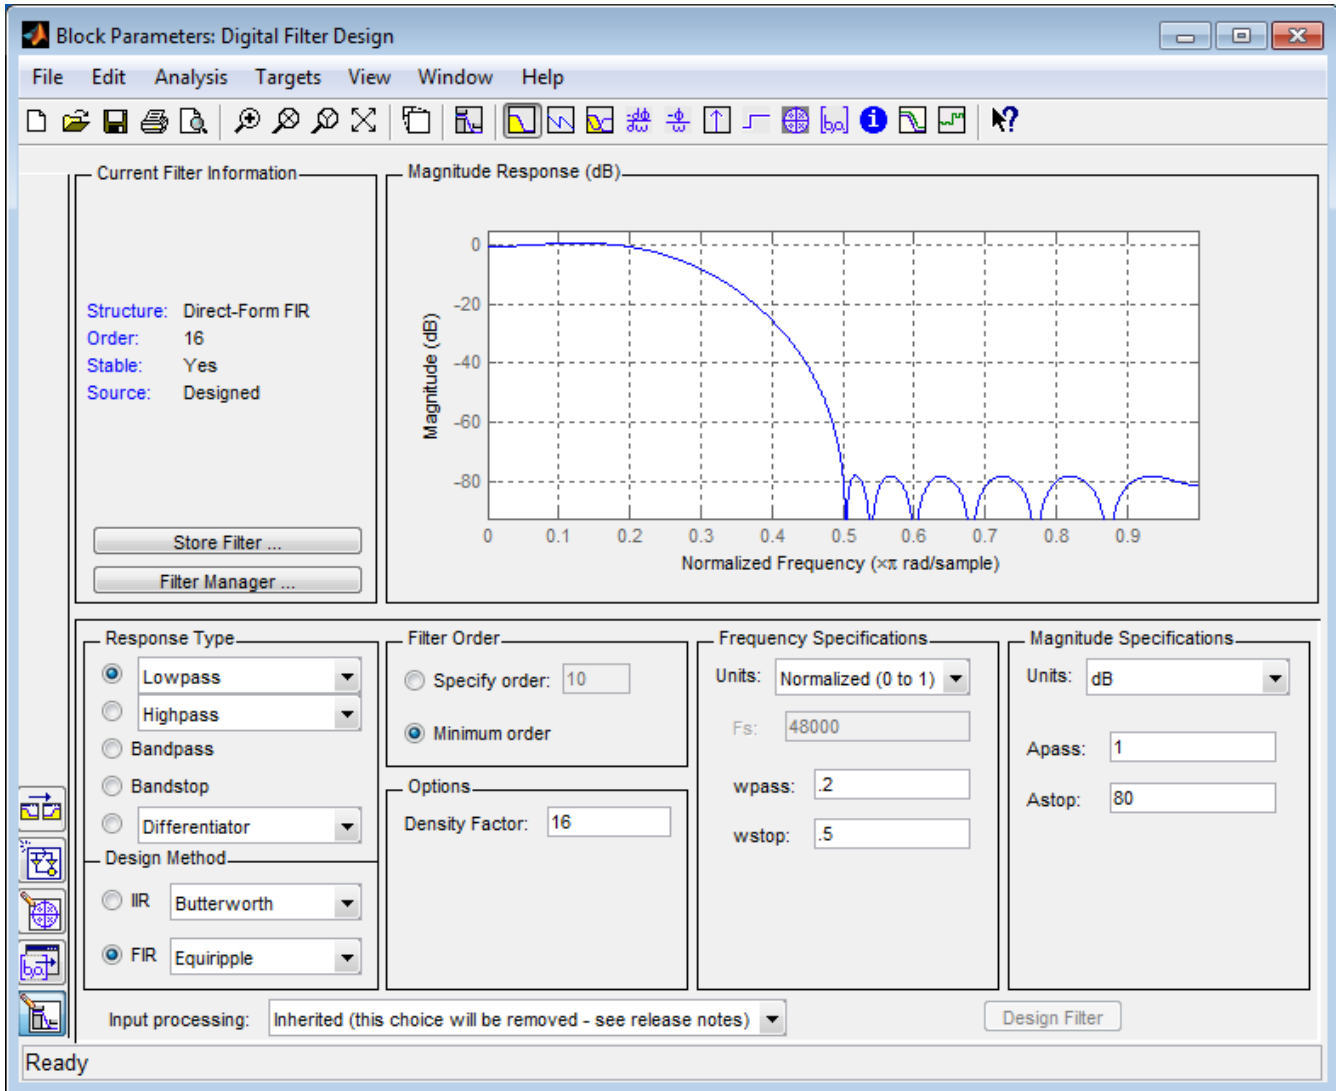 Block Parameters: Digital Filter Design
File Edit Analysis Targets View Window Help
Current Filter Information
Structure: Direct-Form FIR
Order: 16
Stable: Yes
Source: Designed
Store Filter ...
Filter Manager ...
Magnitude Response (dB)
Magnitude (dB)
0
-20
-40
-60
-80
0 0.1 0.2 0.3 0.4 0.5 0.6 0.7 0.8 0.9
Normalized Frequency (×π rad/sample)
Response Type
Lowpass
Highpass
Bandpass
Bandstop
Differentiator
Design Method
IIR Butterworth
FIR Equiripple
Filter Order
Specify order: 10
Minimum order
Options
Density Factor: 16
Frequency Specifications
Units: Normalized (0 to 1)
Fs: 48000
wpass: .2
wstop: .5
Magnitude Specifications
Units: dB
Apass: 1
Astop: 80
Input processing: Inherited (this choice will be removed - see release notes)
Design Filter
Ready